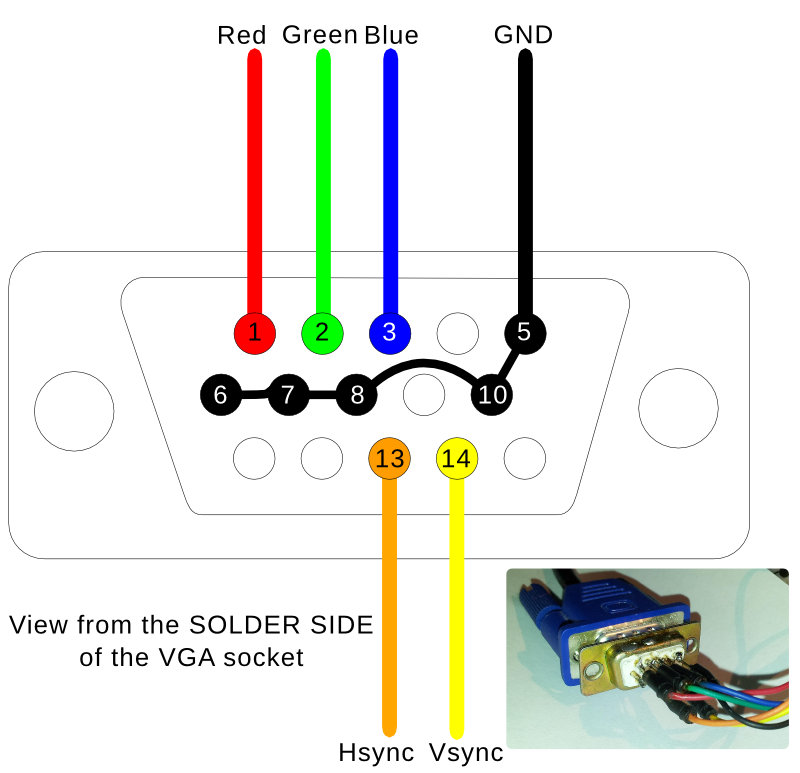 Red Green Blue GND
1 2 3 5
6 7 8 10
13 14
View from the SOLDER SIDE
of the VGA socket
Hsync Vsync